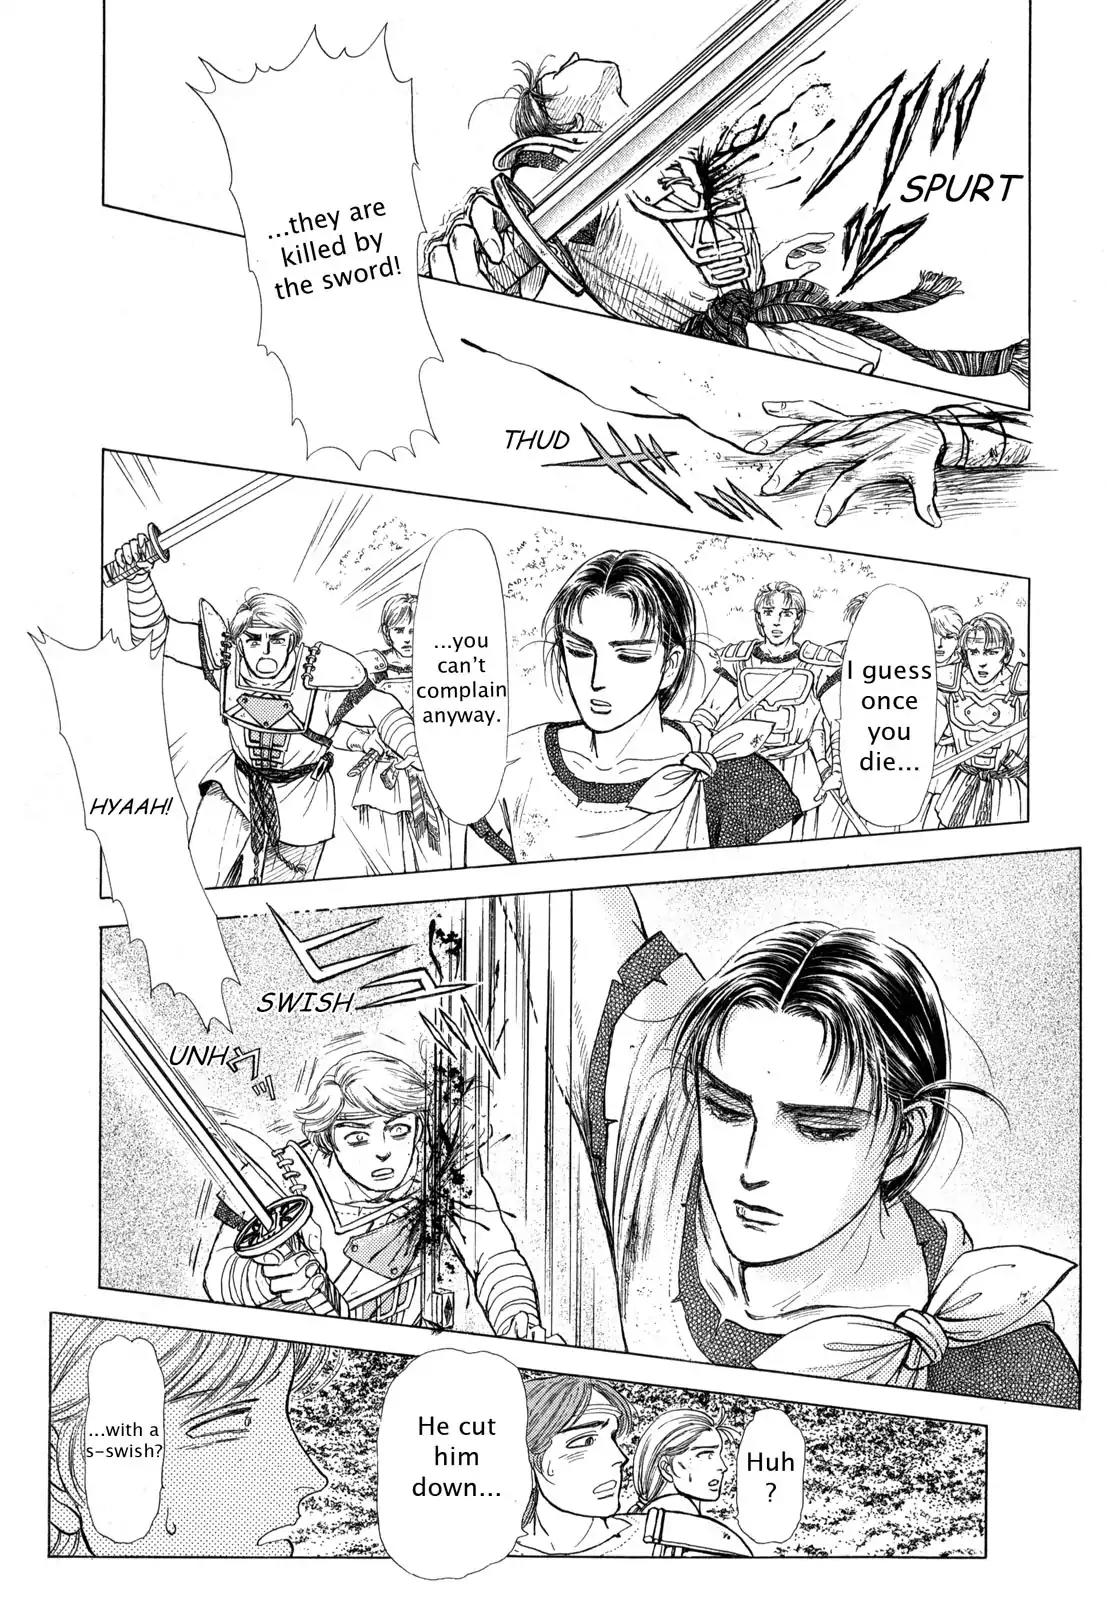 SPURT
...they are
killed by
the sword!
THUD
I guess
once
you
die...
...you
can't
complain
anyway.
HYAAH!
SWISH
UNH
Huh
?
He cut
him
down...
...with a
s-swish?